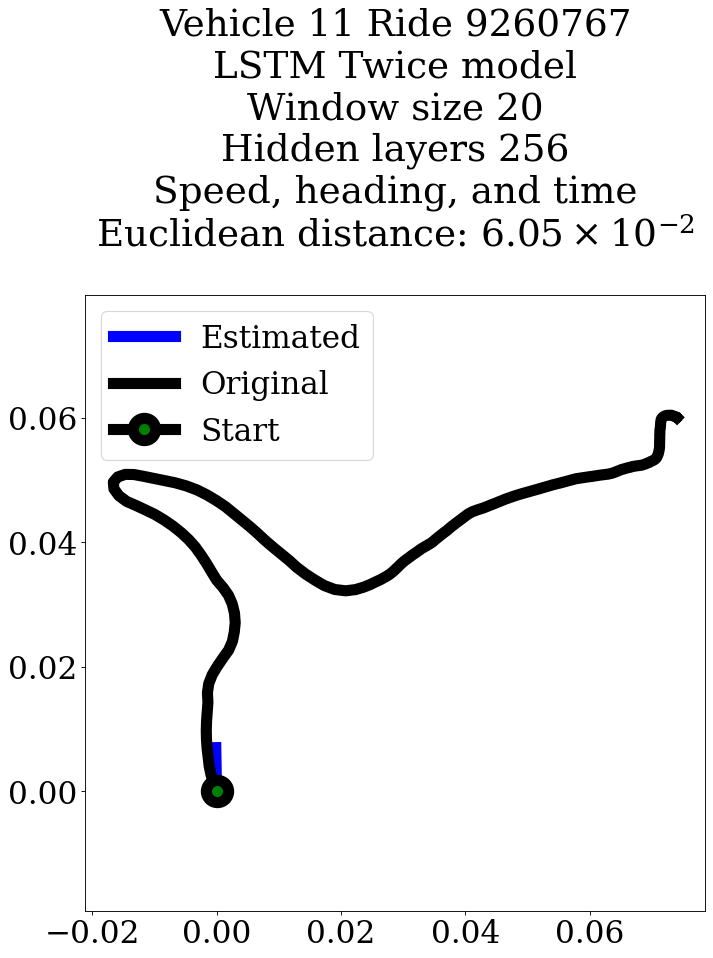 Vehicle 11 Ride 9260767
LSTM Twice model
Window size 20
Hidden layers 256
Speed, heading, and time
Euclidean distance: 6.05 × 10⁻²
Estimated
Original
Start
0.06
0.04
0.02
0.00
−0.02 0.00 0.02 0.04 0.06